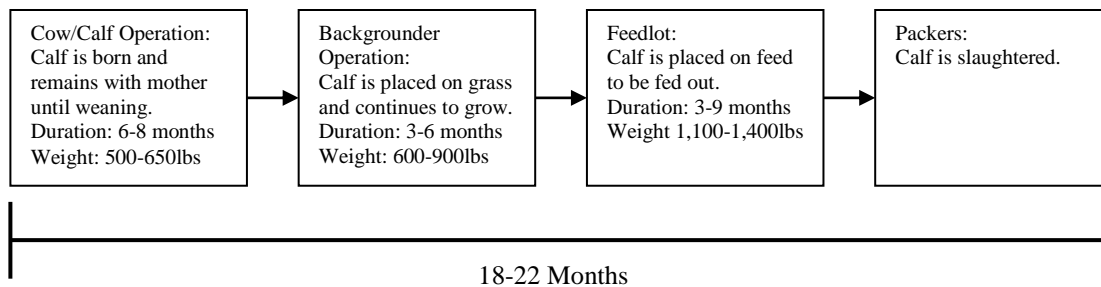 Cow/Calf Operation:
Calf is born and
remains with mother
until weaning.
Duration: 6-8 months
Weight: 500-650lbs
Backgrounder
Operation:
Calf is placed on grass
and continues to grow.
Duration: 3-6 months
Weight: 600-900lbs
Feedlot:
Calf is placed on feed
to be fed out.
Duration: 3-9 months
Weight 1,100-1,400lbs
Packers:
Calf is slaughtered.
18-22 Months